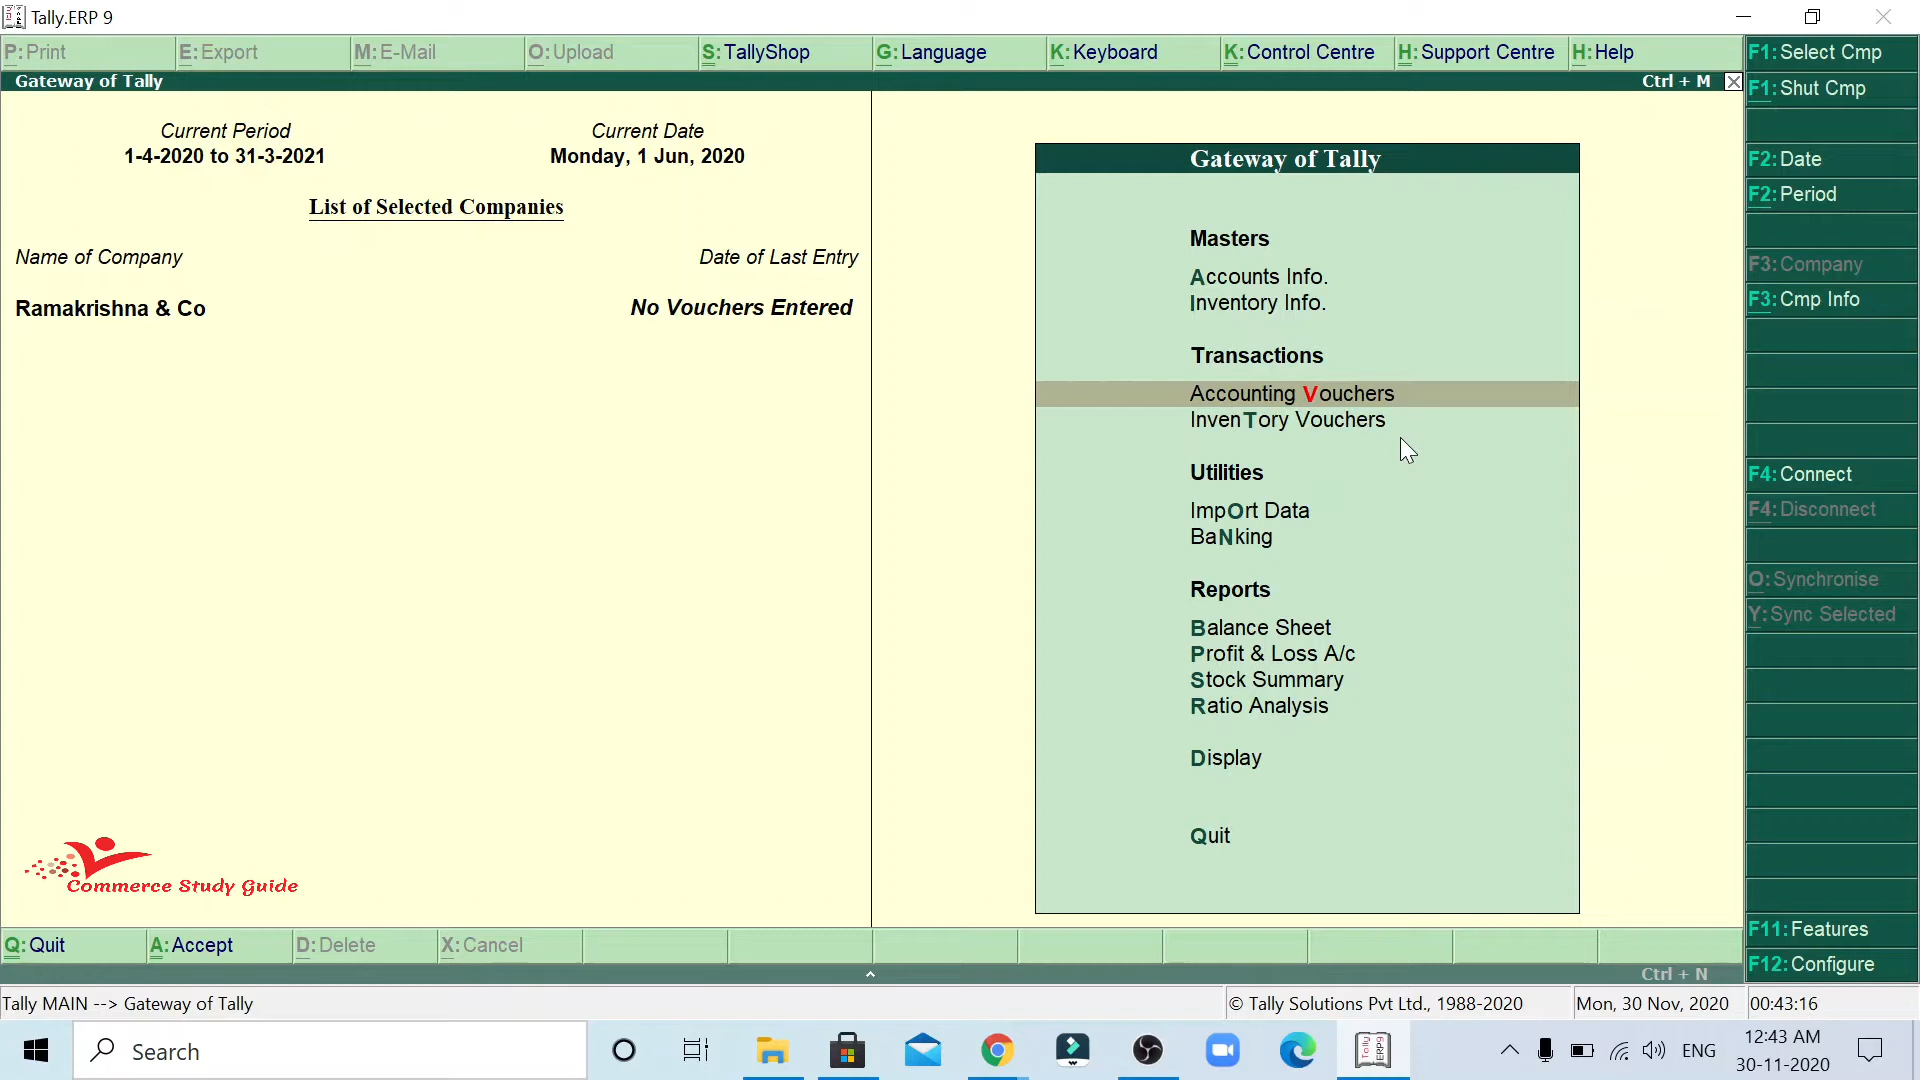 Tally.ERP 9
P: Print E: Export M: E-Mail O: Upload S: TallyShop G: Language K: Keyboard K: Control Centre H: Support Centre H: Help
Gateway of Tally Ctrl + M
Current Period Current Date
1-4-2020 to 31-3-2021 Monday, 1 Jun, 2020
List of Selected Companies
Name of Company Date of Last Entry
Ramakrishna & Co No Vouchers Entered
Commerce Study Guide
Gateway of Tally
Masters
Accounts Info.
Inventory Info.
Transactions
Accounting Vouchers
InvenTory Vouchers
Utilities
ImpOrt Data
BaNking
Reports
Balance Sheet
Profit & Loss A/c
Stock Summary
Ratio Analysis
Display
Quit
F1: Select Cmp
F1: Shut Cmp
F2: Date
F2: Period
F3: Company
F3: Cmp Info
F4: Connect
F4: Disconnect
O: Synchronise
Y: Sync Selected
F11: Features
F12: Configure
Q: Quit A: Accept D: Delete X: Cancel
Ctrl + N
Tally MAIN --> Gateway of Tally © Tally Solutions Pvt Ltd., 1988-2020 Mon, 30 Nov, 2020 00:43:16
Search
Tally ERP9
ENG
12:43 AM
30-11-2020